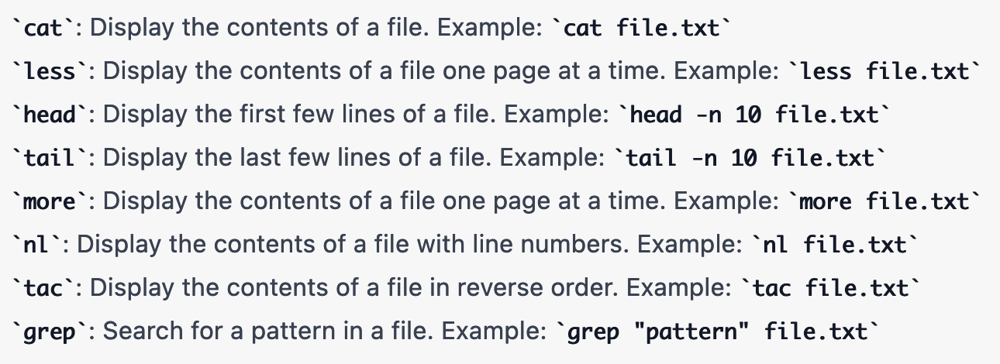 `cat`: Display the contents of a file. Example: `cat file.txt`
`less`: Display the contents of a file one page at a time. Example: `less file.txt`
`head`: Display the first few lines of a file. Example: `head -n 10 file.txt`
`tail`: Display the last few lines of a file. Example: `tail -n 10 file.txt`
`more`: Display the contents of a file one page at a time. Example: `more file.txt`
`nl`: Display the contents of a file with line numbers. Example: `nl file.txt`
`tac`: Display the contents of a file in reverse order. Example: `tac file.txt`
`grep`: Search for a pattern in a file. Example: `grep "pattern" file.txt`